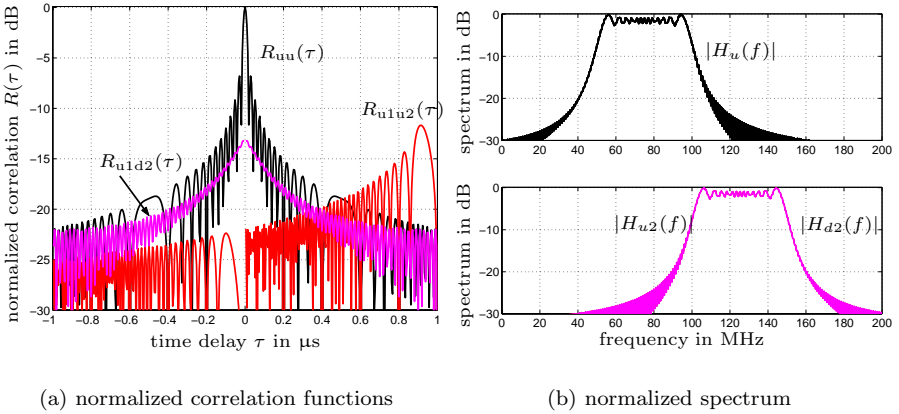 normalized correlation R(τ) in dB
0
−5
−10
−15
−20
−25
−30
R_uu(τ)
R_u1u2(τ)
R_u1d2(τ)
−1 −0.8 −0.6 −0.4 −0.2 0 0.2 0.4 0.6 0.8 1
time delay τ in µs
(a) normalized correlation functions
spectrum in dB
0
−10
−20
−30
|H_u(f)|
0 20 40 60 80 100 120 140 160 180 200
spectrum in dB
0
−10
−20
−30
|H_u2(f)| |H_d2(f)|
0 20 40 60 80 100 120 140 160 180 200
frequency in MHz
(b) normalized spectrum